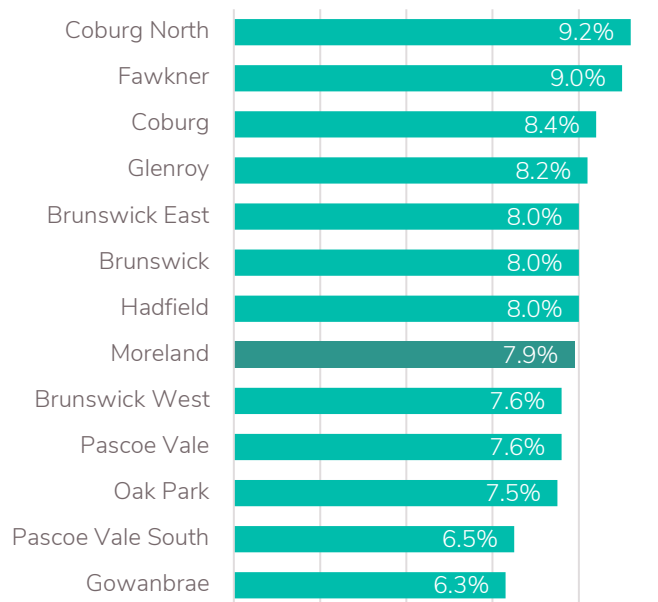 Coburg North 9.2%
Fawkner 9.0%
Coburg 8.4%
Glenroy 8.2%
Brunswick East 8.0%
Brunswick 8.0%
Hadfield 8.0%
Moreland 7.9%
Brunswick West 7.6%
Pascoe Vale 7.6%
Oak Park 7.5%
Pascoe Vale South 6.5%
Gowanbrae 6.3%